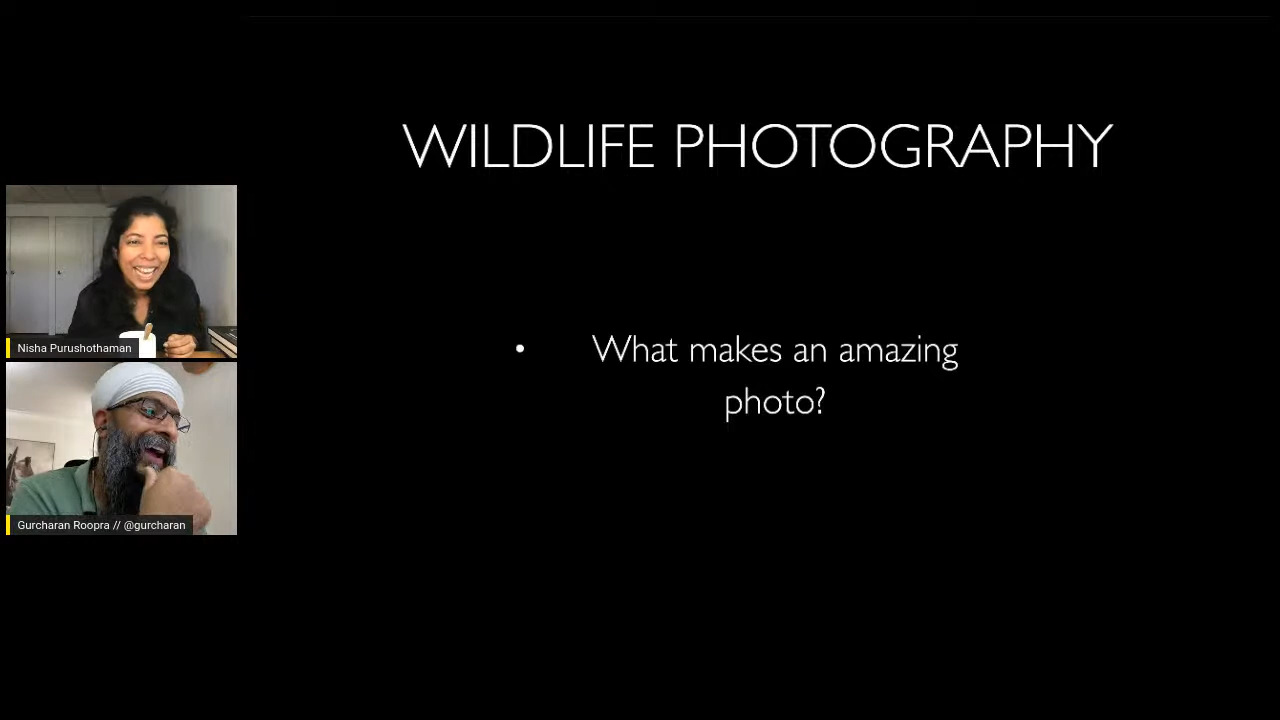 WILDLIFE PHOTOGRAPHY
• What makes an amazing
photo?
Nisha Purushothaman
Gurcharan Roopra // @gurcharan